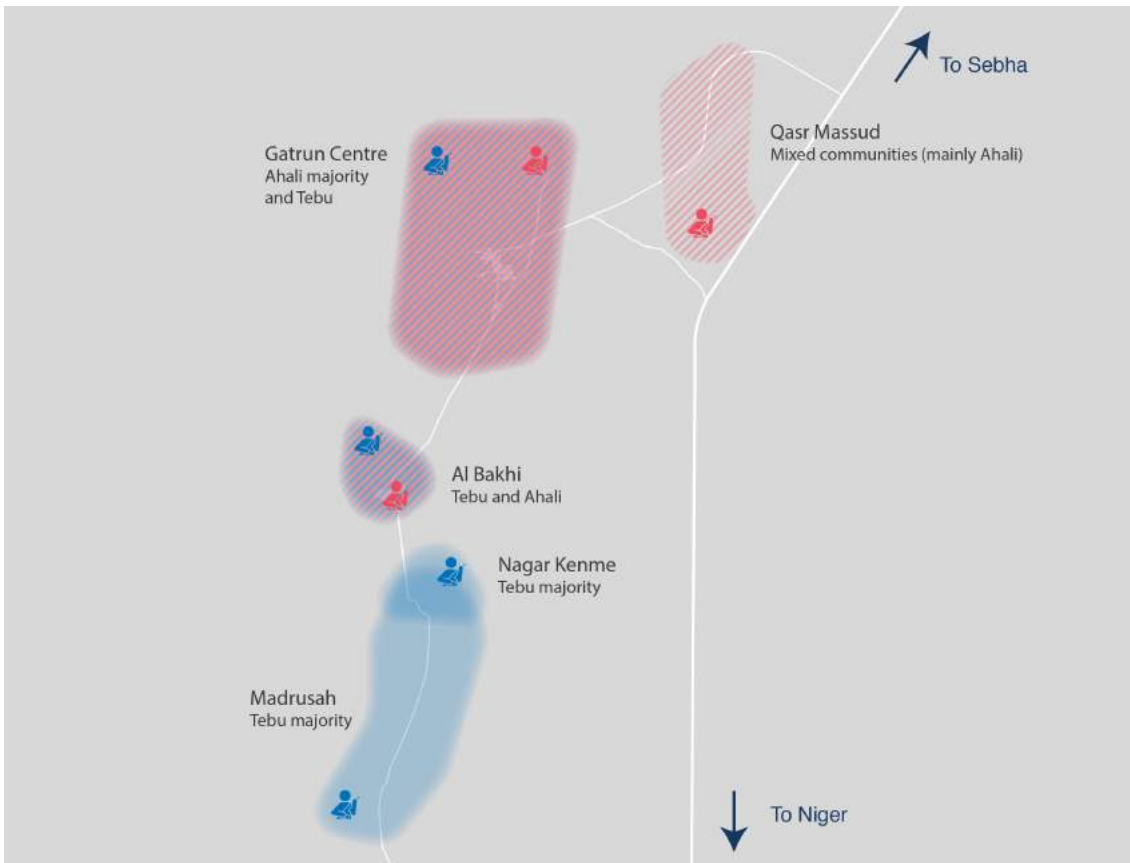 To Sebha
Qasr Massud
Mixed communities (mainly Ahali)
Gatrun Centre
Ahali majority
and Tebu
Al Bakhi
Tebu and Ahali
Nagar Kenme
Tebu majority
Madrusah
Tebu majority
To Niger